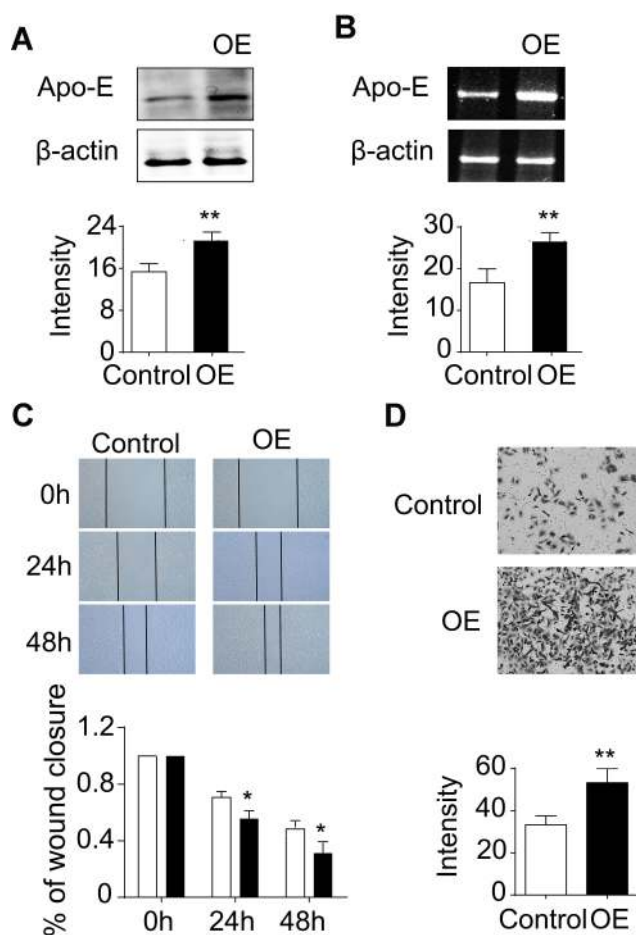 A
OE
Apo-E
β-actin
24
16
8
0
Intensity
**
Control OE
B
OE
Apo-E
β-actin
30
20
10
0
Intensity
**
Control OE
C
Control OE
0h
24h
48h
1.2
0.8
0.4
0
% of wound closure
*
*
0h 24h 48h
D
Control
OE
60
40
20
0
Intensity
**
Control OE